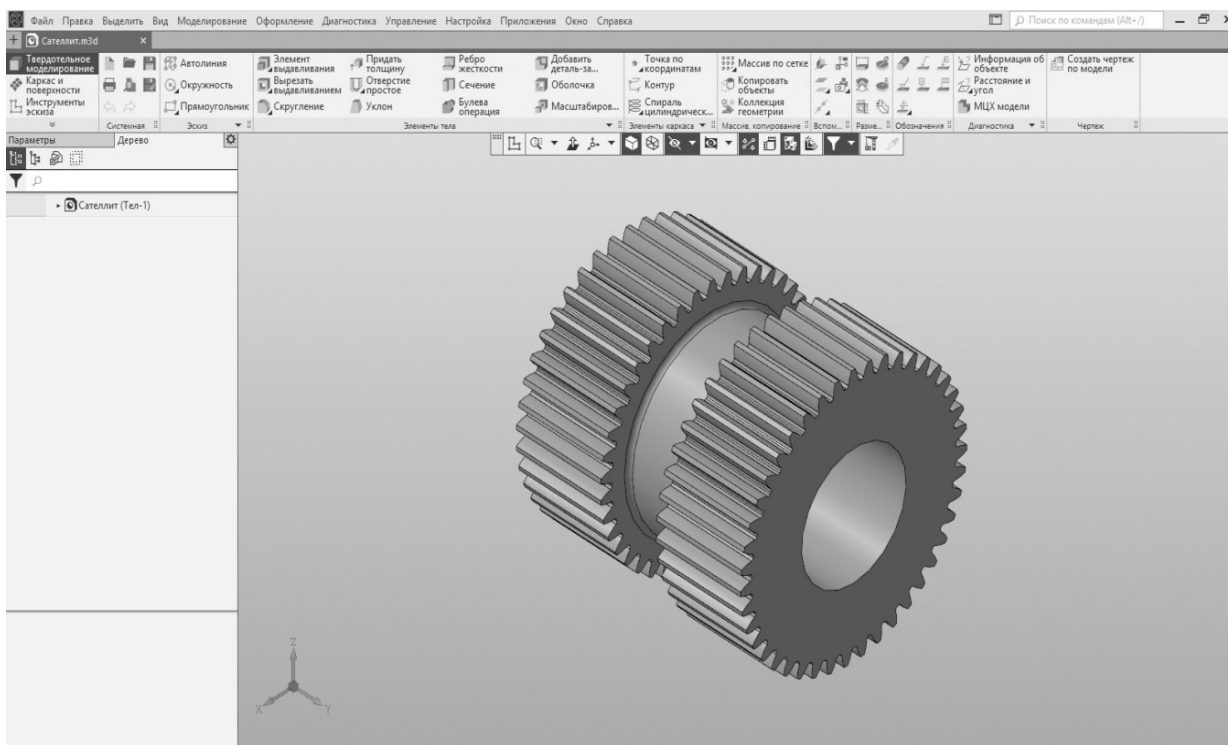 Файл Правка Выделить Вид Моделирование Оформление Диагностика Управление Настройка Приложения Окно Справка
Поиск по командам (Alt+/)
Сателлит.m3d
Твердотельное моделирование
Каркас и поверхности
Инструменты эскиза
Системная
Автолиния
Окружность
Прямоугольник
Эскиз
Элемент выдавливания
Вырезать выдавливанием
Скругление
Придать толщину
Отверстие простое
Уклон
Ребро жесткости
Сечение
Булева операция
Добавить деталь-за...
Оболочка
Масштабиров...
Элементы тела
Точка по координатам
Контур
Спираль цилиндрическ...
Элементы каркаса
Массив по сетке
Копировать объекты
Коллекция геометрии
Массив, копирование
Вспом...
Разме...
Обозначения
Информация об объекте
Расстояние и угол
МЦХ модели
Диагностика
Создать чертеж по модели
Чертеж
Параметры
Дерево
Сателлит (Тел-1)
Z
X
Y